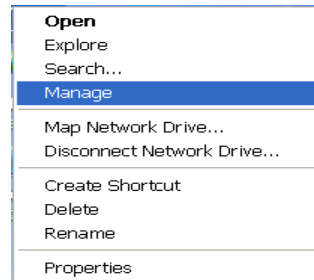 Open
Explore
Search...
Manage
Map Network Drive...
Disconnect Network Drive...
Create Shortcut
Delete
Rename
Properties